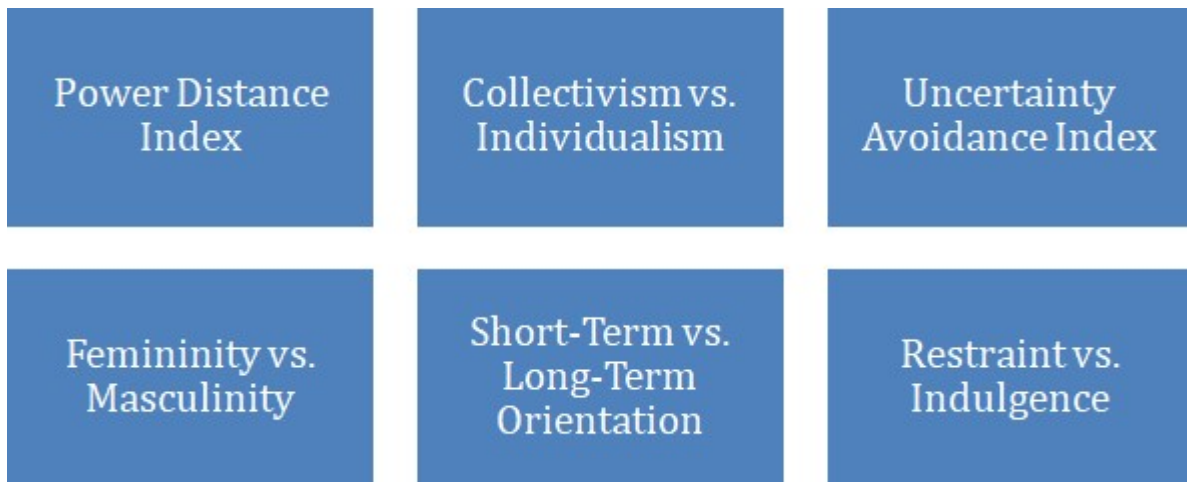 Power Distance
Index
Collectivism vs.
Individualism
Uncertainty
Avoidance Index
Femininity vs.
Masculinity
Short-Term vs.
Long-Term
Orientation
Restraint vs.
Indulgence